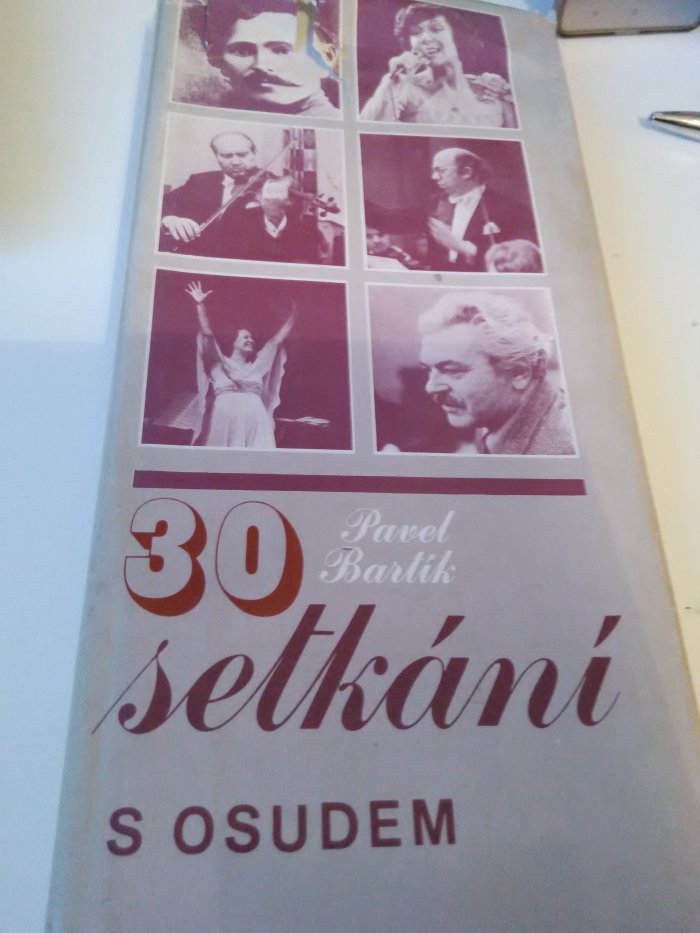 30
Pavel
Bartík
setkání
S OSUDEM